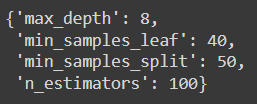 {'max_depth': 8,
'min_samples_leaf': 40,
'min_samples_split': 50,
'n_estimators': 100}